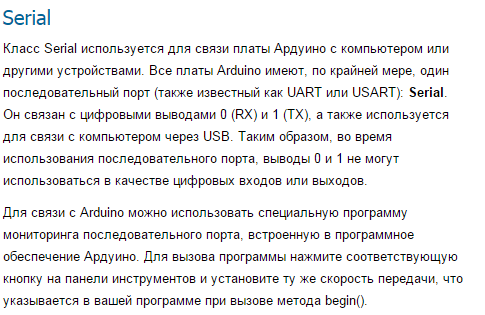 Serial
Класс Serial используется для связи платы Ардуино с компьютером или
другими устройствами. Все платы Arduino имеют, по крайней мере, один
последовательный порт (также известный как UART или USART): Serial.
Он связан с цифровыми выводами 0 (RX) и 1 (TX), а также используется
для связи с компьютером через USB. Таким образом, во время
использования последовательного порта, выводы 0 и 1 не могут
использоваться в качестве цифровых входов или выходов.
Для связи с Arduino можно использовать специальную программу
мониторинга последовательного порта, встроенную в программное
обеспечение Ардуино. Для вызова программы нажмите соответствующую
кнопку на панели инструментов и установите ту же скорость передачи, что
указывается в вашей программе при вызове метода begin().